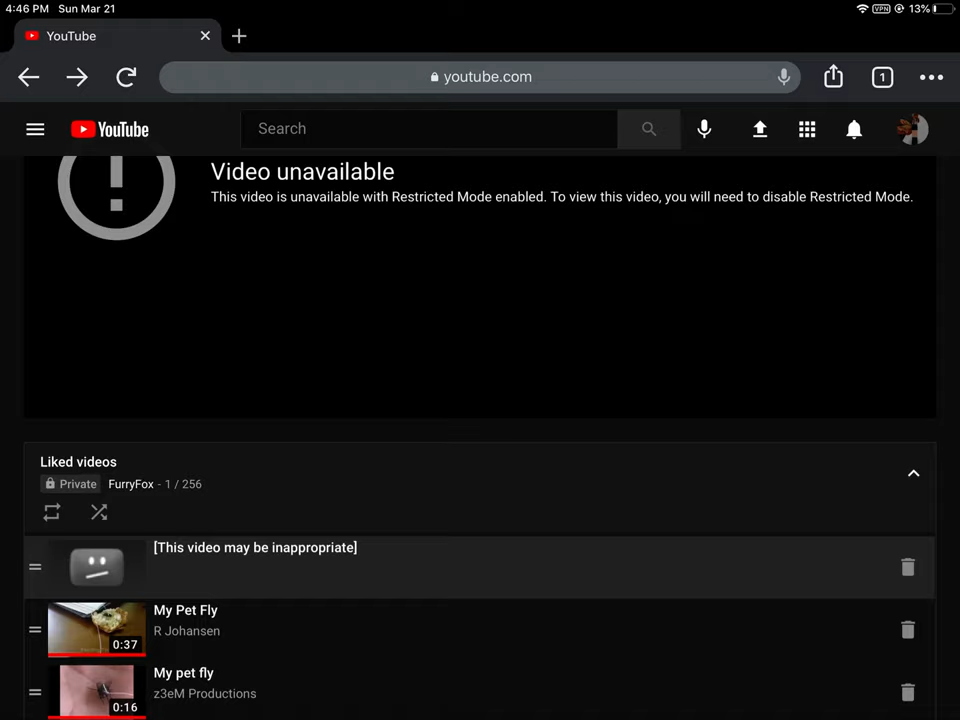 4:46 PM Sun Mar 21
VPN 13%
YouTube
youtube.com
1
YouTube
Search
Video unavailable
This video is unavailable with Restricted Mode enabled. To view this video, you will need to disable Restricted Mode.
Liked videos
Private FurryFox - 1 / 256
[This video may be inappropriate]
My Pet Fly
R Johansen
0:37
My pet fly
z3eM Productions
0:16